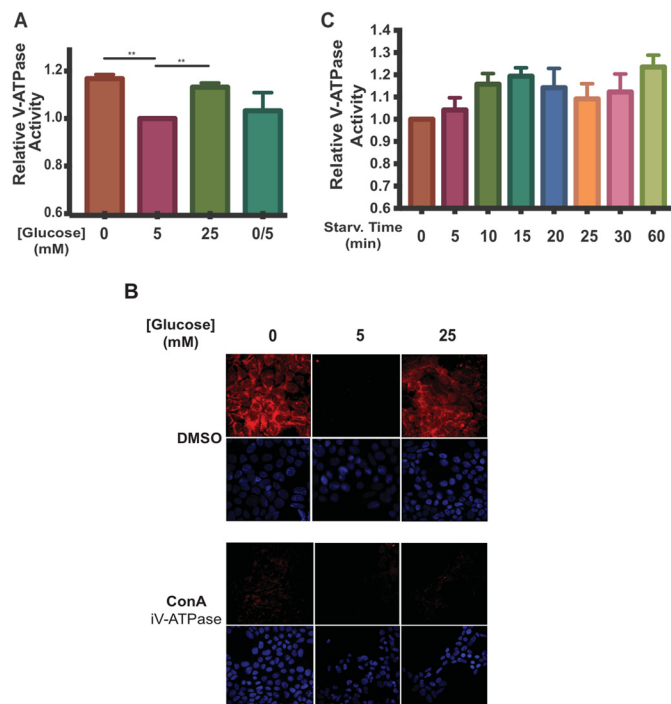 A
Relative V-ATPase
Activity
1.2
1.0
0.8
0.6
**
**
[Glucose]
(mM)
0 5 25 0/5
C
Relative V-ATPase
Activity
1.4
1.3
1.2
1.1
1.0
0.9
0.8
0.7
0.6
Starv. Time
(min)
0 5 10 15 20 25 30 60
B
[Glucose]
(mM)
0 5 25
DMSO
ConA
iV-ATPase